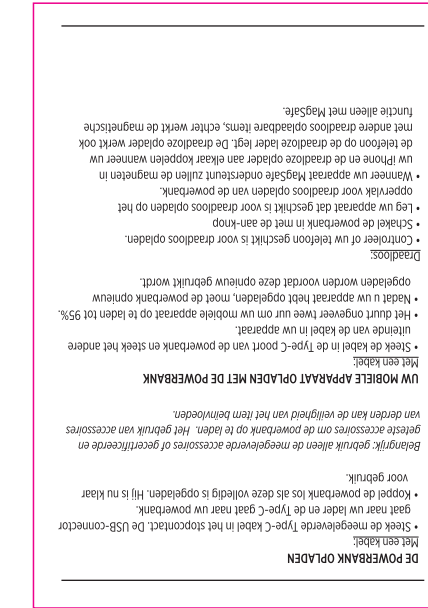 DE POWERBANK OPLADEN
Met een kabel:
• Steek de meegeleverde Type-C kabel in het stopcontact. De USB-connector
gaat naar uw lader en de Type-C gaat naar uw powerbank.
• Koppel de powerbank los als deze volledig is opgeladen. Hij is nu klaar
voor gebruik.
Belangrijk: gebruik alleen de meegeleverde accessoires of gecertificeerde en
geteste accessoires om de powerbank op te laden. Het gebruik van accessoires
van derden kan de veiligheid van het item beïnvloeden.
UW MOBIELE APPARAAT OPLADEN MET DE POWERBANK
Met een kabel:
• Steek de kabel in de Type-C poort van de powerbank en steek het andere
uiteinde van de kabel in uw apparaat.
• Het duurt ongeveer twee uur om uw mobiele apparaat op te laden tot 95%.
• Nadat u uw apparaat hebt opgeladen, moet de powerbank opnieuw
opgeladen worden voordat deze opnieuw gebruikt wordt.
Draadloos:
• Controleer of uw telefoon geschikt is voor draadloos opladen.
• Schakel de powerbank in met de aan-knop
• Leg uw apparaat dat geschikt is voor draadloos opladen op het
oppervlak voor draadloos opladen van de powerbank.
• Wanneer uw apparaat MagSafe ondersteunt zullen de magneten in
uw iPhone en de draadloze oplader aan elkaar koppelen wanneer uw
de telefoon op de draadloze lader legt. De draadloze oplader werkt ook
met andere draadloos oplaadbare items, echter werkt de magnetische
functie alleen met MagSafe.